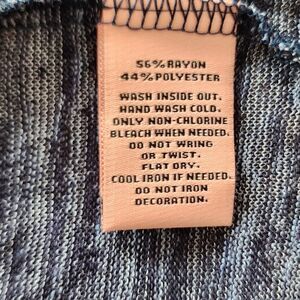 56% RAYON
44% POLYESTER
WASH INSIDE OUT.
HAND WASH COLD.
ONLY NON-CHLORINE
BLEACH WHEN NEEDED.
DO NOT WRING
OR TWIST.
FLAT DRY.
COOL IRON IF NEEDED.
DO NOT IRON
DECORATION.